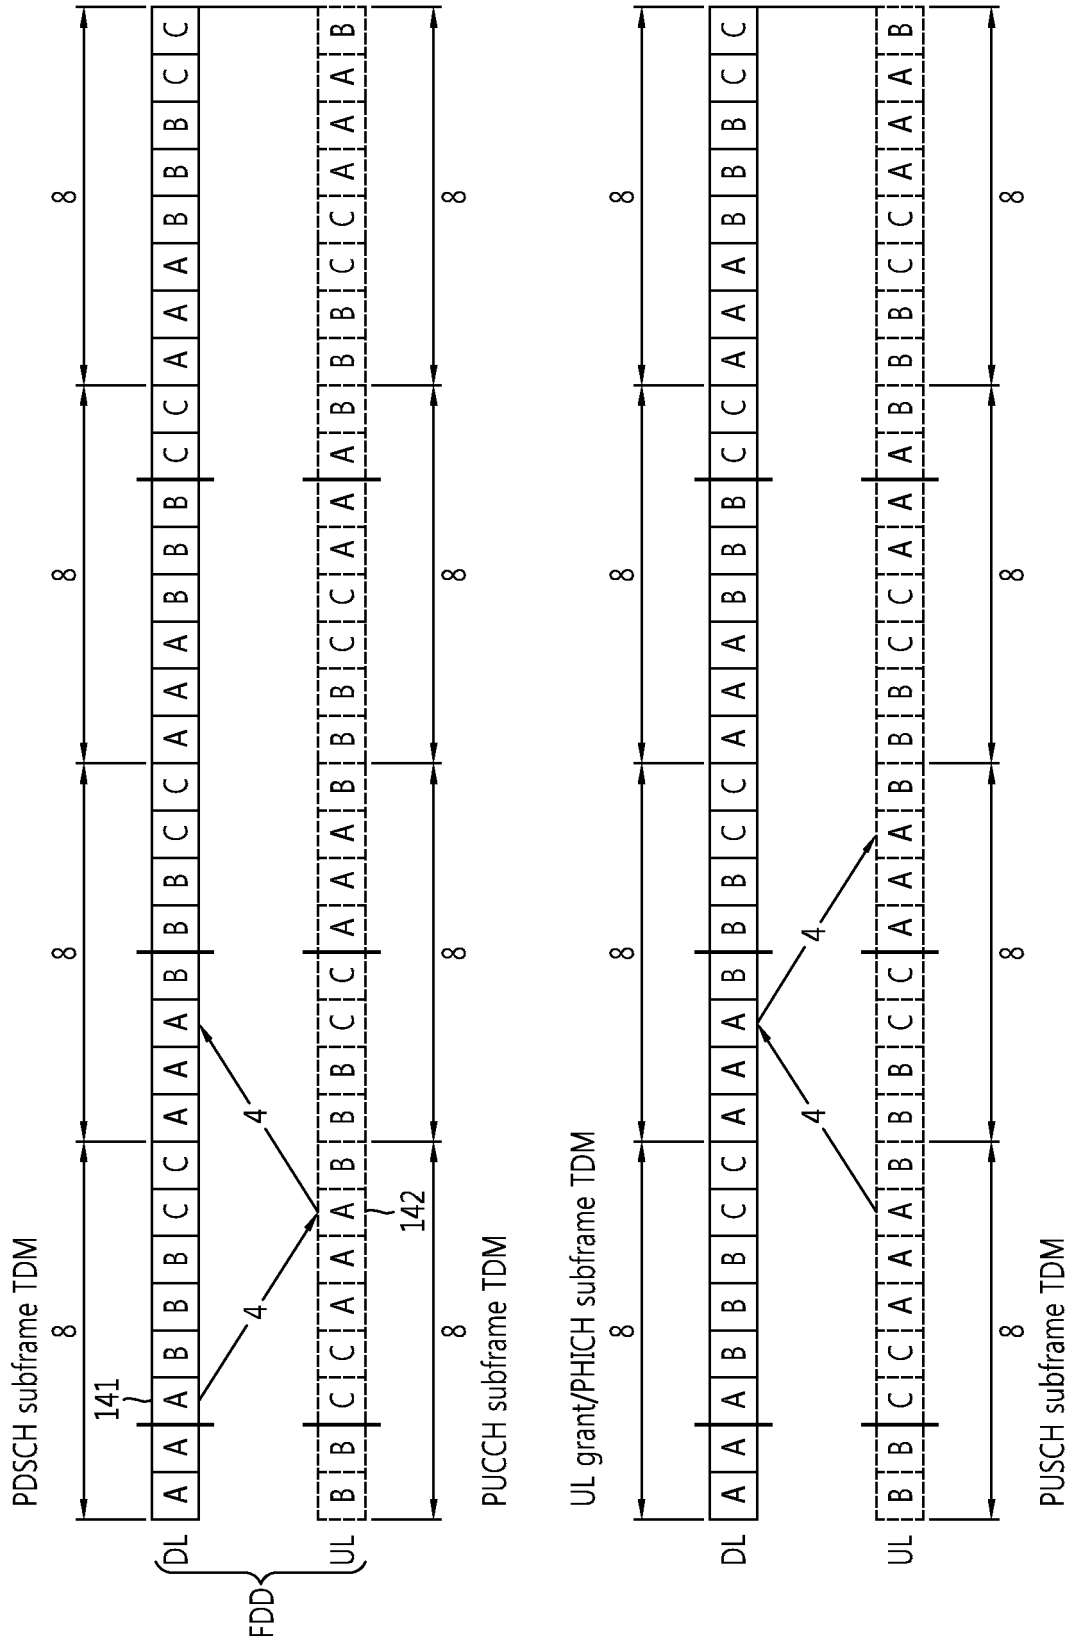 PDSCH subframe TDM
8 8 8 8
141
DL A A A B B B C C A A A B B B C C A A A B B B C C A A A B B B C C
FDD 4 4
UL B B C C A A A B B B C C A A A B B B C C A A A B B B C C A A A B
142
8 8 8 8
PUCCH subframe TDM
UL grant/PHICH subframe TDM
8 8 8 8
DL A A A B B B C C A A A B B B C C A A A B B B C C A A A B B B C C
4 4
UL B B C C A A A B B B C C A A A B B B C C A A A B B B C C A A A B
8 8 8 8
PUSCH subframe TDM